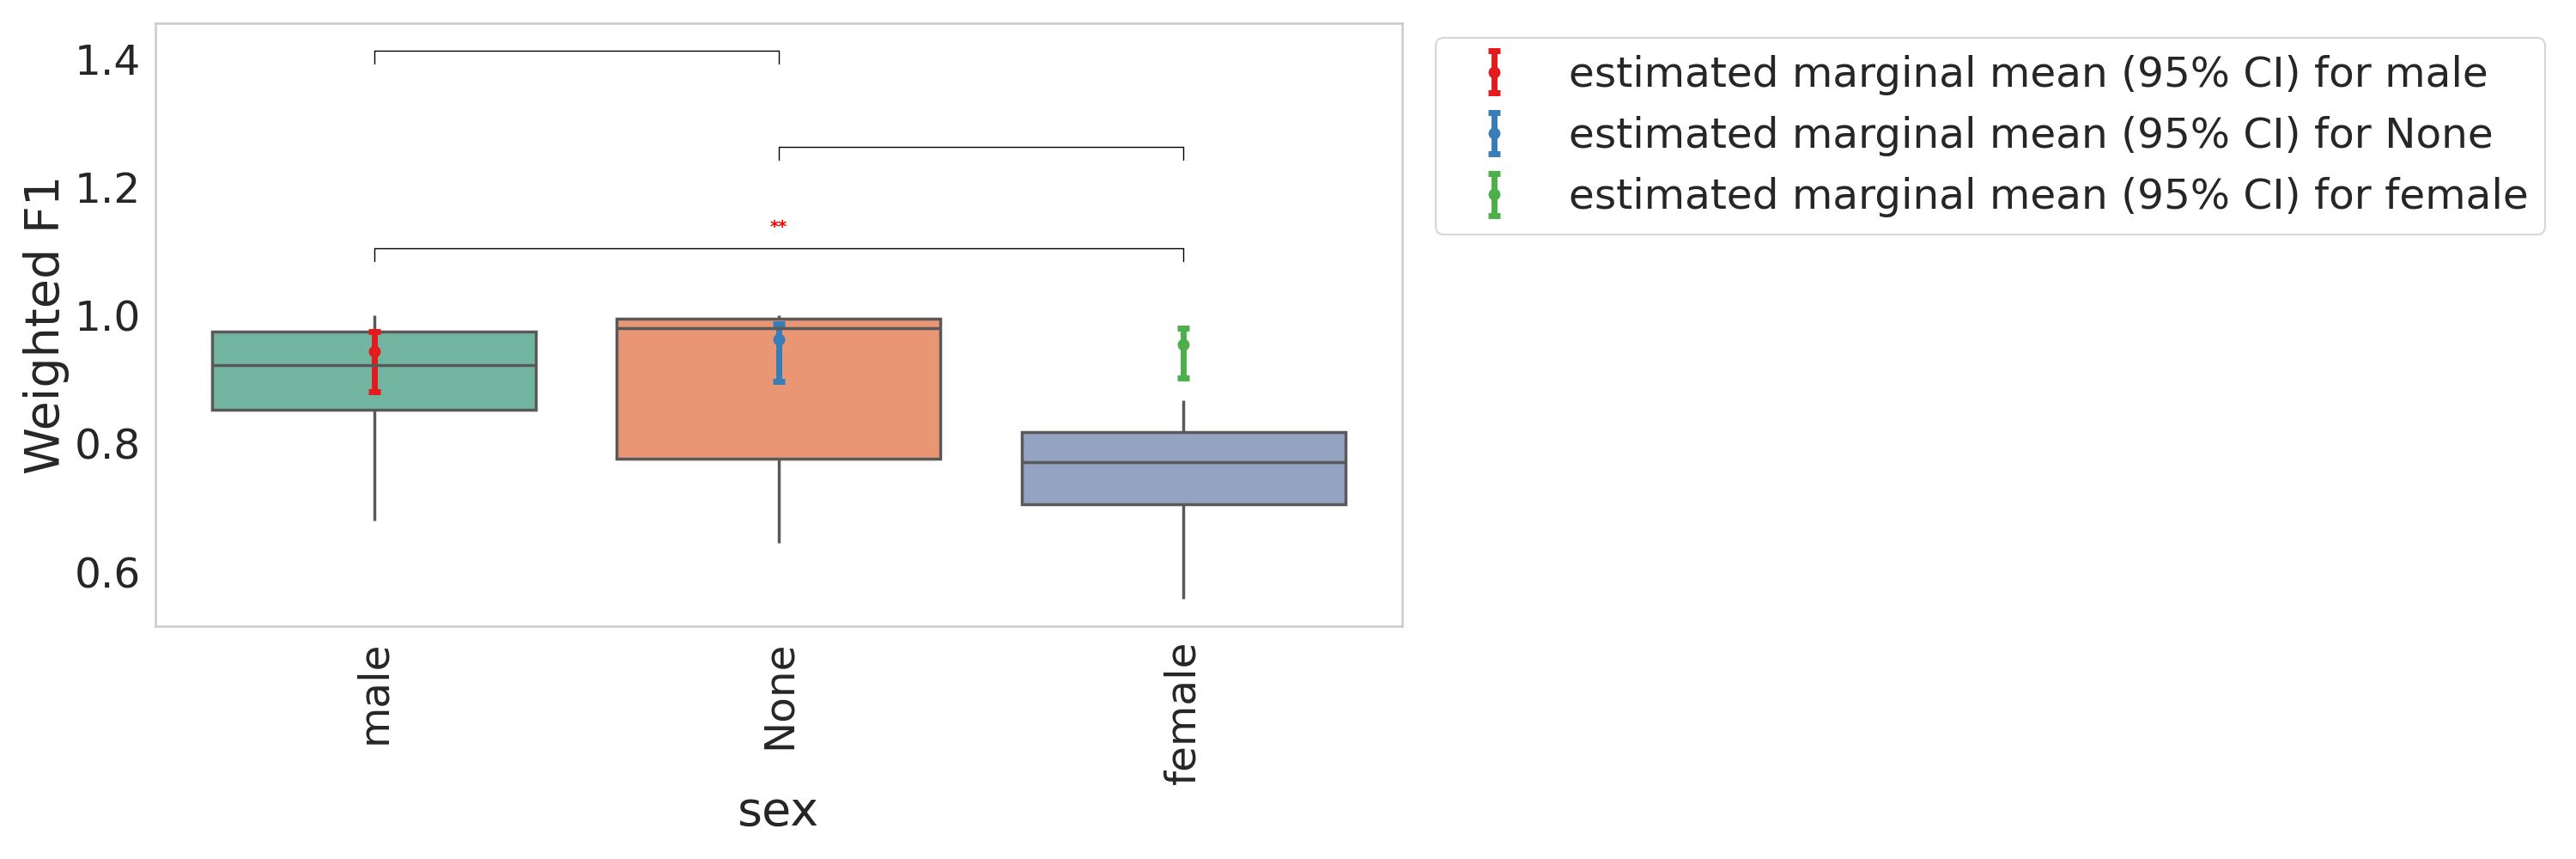 1.4
1.2
1.0
0.8
0.6
Weighted F1
**
male
None
female
sex
estimated marginal mean (95% CI) for male
estimated marginal mean (95% CI) for None
estimated marginal mean (95% CI) for female